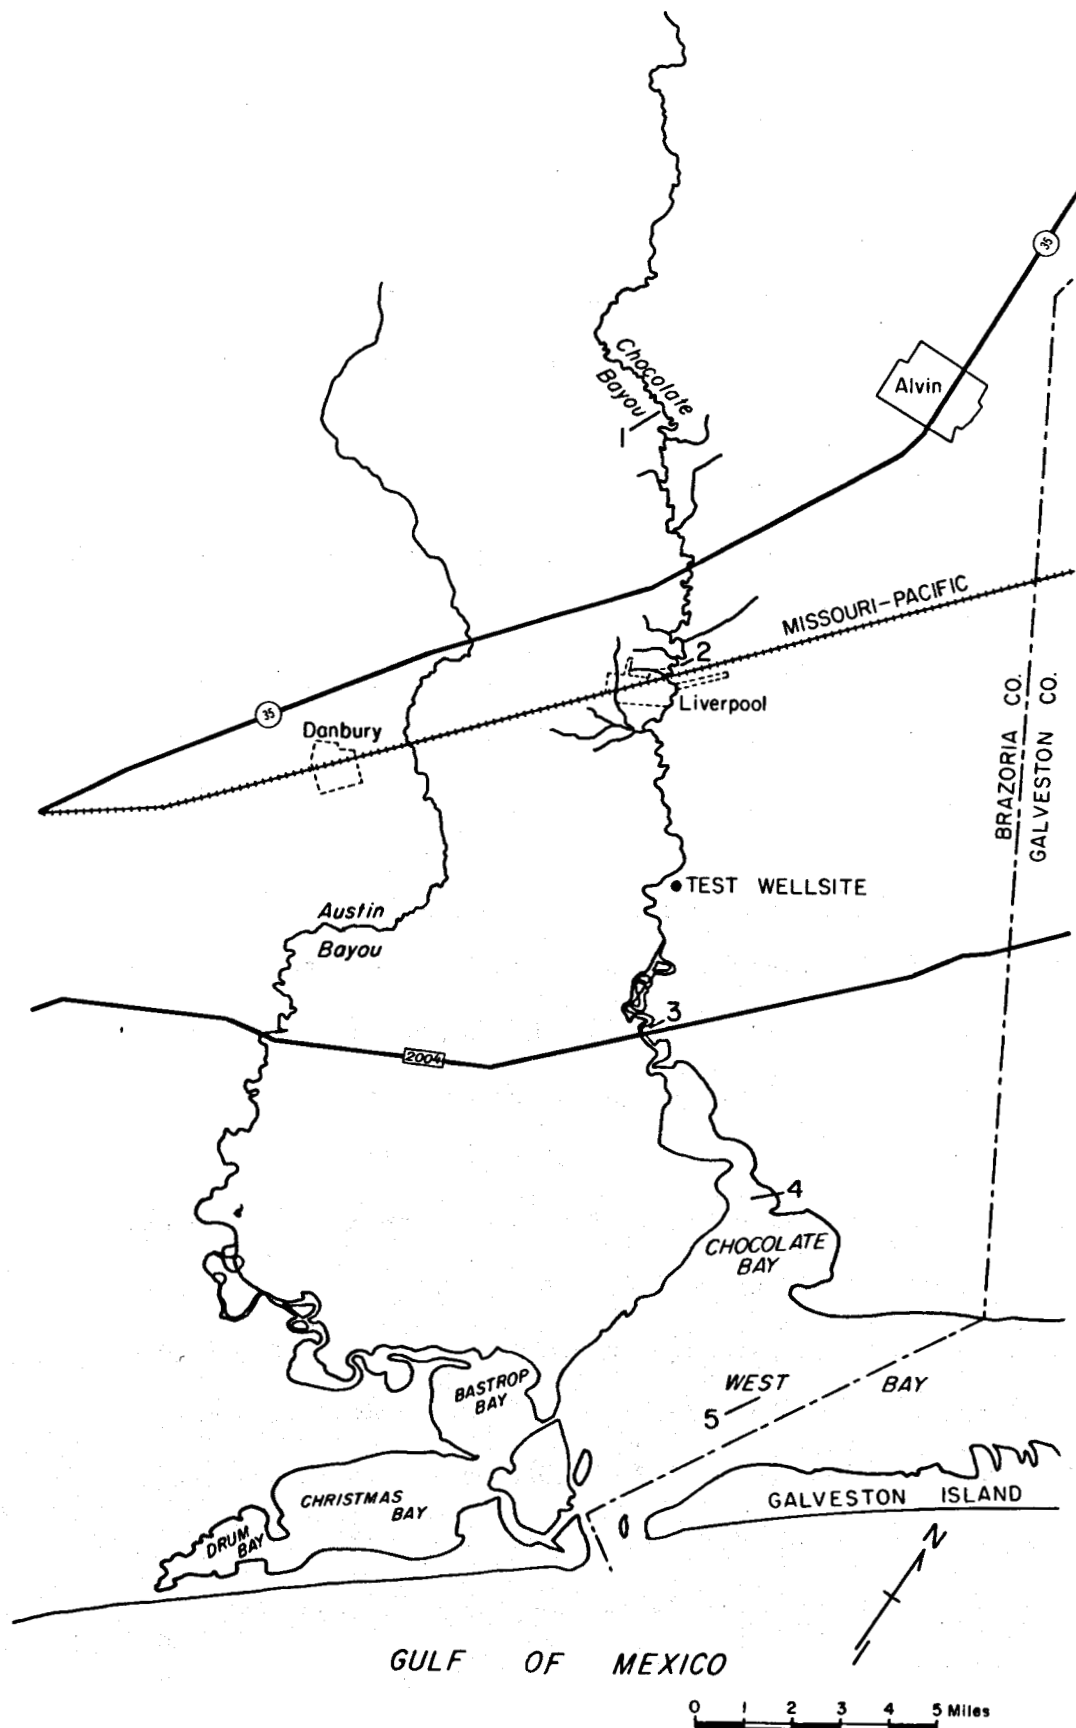 35
Chocolate
Bayou
Alvin
1
MISSOURI-PACIFIC
2
Liverpool
35
Danbury
BRAZORIA CO.
GALVESTON CO.
TEST WELLSITE
Austin
Bayou
3
2004
4
CHOCOLATE
BAY
WEST BAY
BASTROP
BAY
5
CHRISTMAS
BAY
GALVESTON ISLAND
DRUM
BAY
N
GULF OF MEXICO
0 1 2 3 4 5 Miles